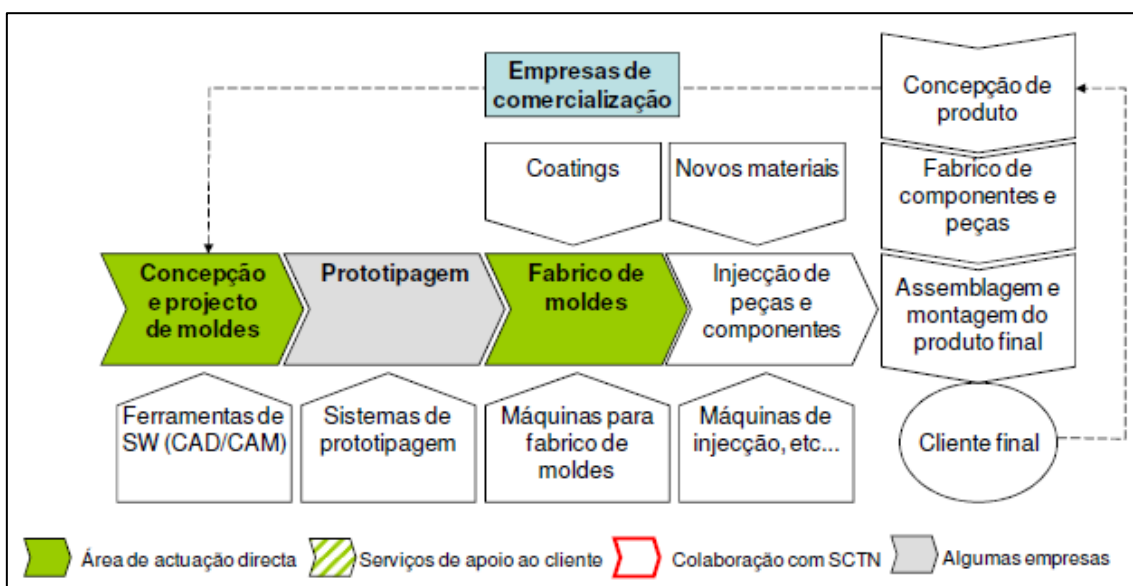 Empresas de
comercialização
Concepção de
produto
Coatings
Novos materiais
Fabrico de
componentes e
peças
Concepção
e projecto
de moldes
Prototipagem
Fabrico de
moldes
Injecção de
peças e
componentes
Assemblagem e
montagem do
produto final
Ferramentas de
SW (CAD/CAM)
Sistemas de
prototipagem
Máquinas para
fabrico de
moldes
Máquinas de
injecção, etc...
Cliente final
Área de actuação directa
Serviços de apoio ao cliente
Colaboração com SCTN
Algumas empresas